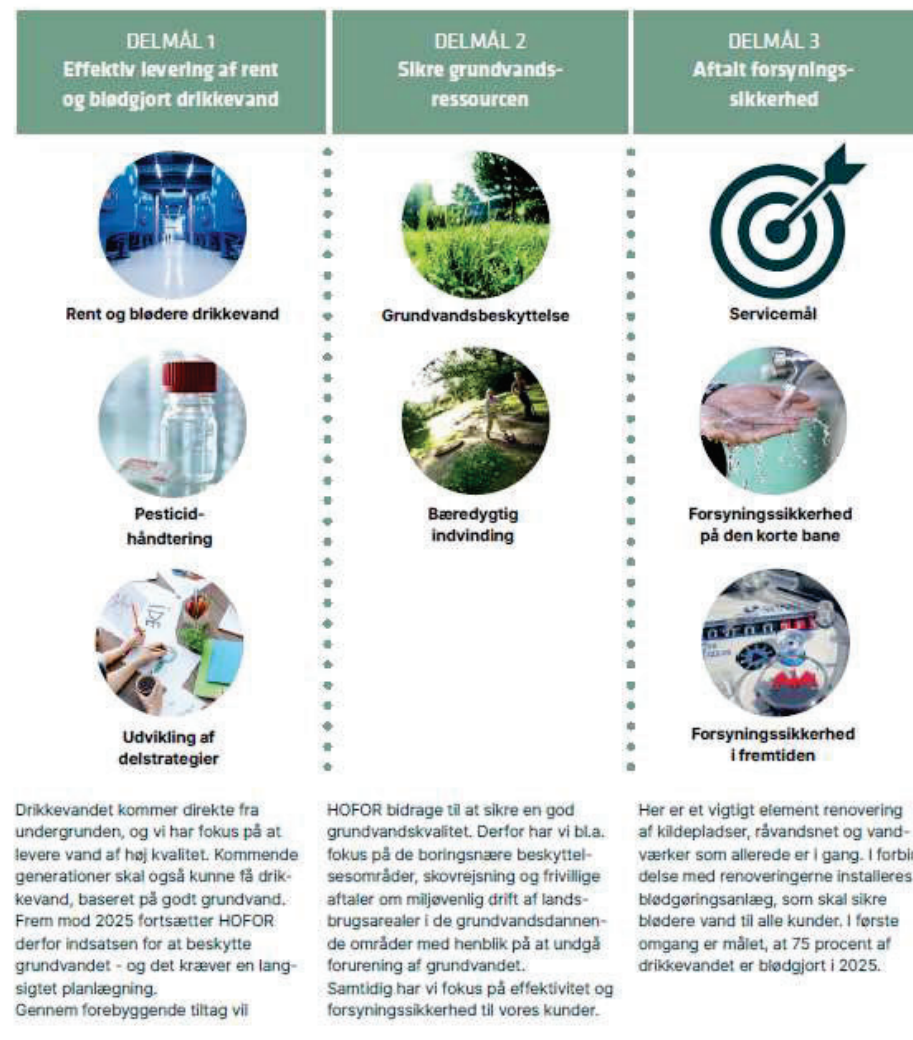 DELMÅL 1
Effektiv levering af rent
og blødgjort drikkevand
DELMÅL 2
Sikre grundvands-
ressourcen
DELMÅL 3
Aftalt forsynings-
sikkerhed
Rent og blødere drikkevand
Pesticid-
håndtering
IDE
Udvikling af
delstrategier
Grundvandsbeskyttelse
Bæredygtig
indvinding
Servicemål
Forsyningssikkerhed
på den korte bane
Forsyningssikkerhed
i fremtiden
Drikkevandet kommer direkte fra
undergrunden, og vi har fokus på at
levere vand af høj kvalitet. Kommende
generationer skal også kunne få drik-
kevand, baseret på godt grundvand.
Frem mod 2025 fortsætter HOFOR
derfor indsatsen for at beskytte
grundvandet - og det kræver en lang-
sigtet planlægning.
Gennem forebyggende tiltag vil
HOFOR bidrage til at sikre en god
grundvandskvalitet. Derfor har vi bl.a.
fokus på de boringsnære beskyttel-
sesområder, skovrejsning og frivillige
aftaler om miljøvenlig drift af lands-
brugsarealer i de grundvandsdannen-
de områder med henblik på at undgå
forurening af grundvandet.
Samtidig har vi fokus på effektivitet og
forsyningssikkerhed til vores kunder.
Her er et vigtigt element renovering
af kildepladser, råvandsnet og vand-
værker som allerede er i gang. I forbin
delse med renoveringerne installeres
blødgøringsanlæg, som skal sikre
blødere vand til alle kunder. I første
omgang er målet, at 75 procent af
drikkevandet er blødgjort i 2025.